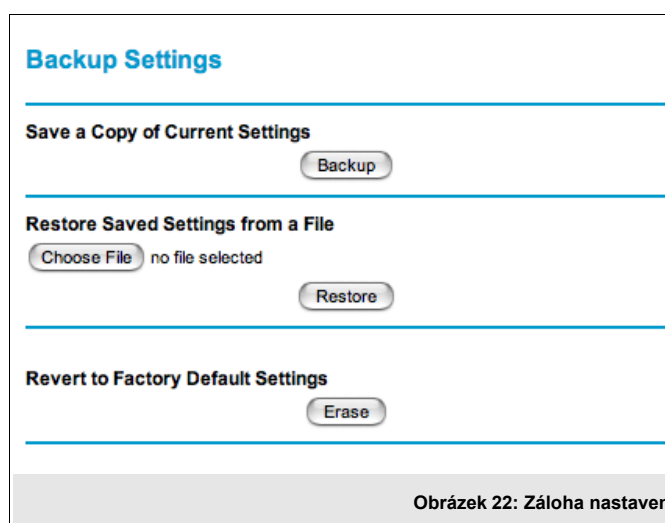 Backup Settings
Save a Copy of Current Settings
Backup
Restore Saved Settings from a File
Choose File no file selected
Restore
Revert to Factory Default Settings
Erase
Obrázek 22: Záloha